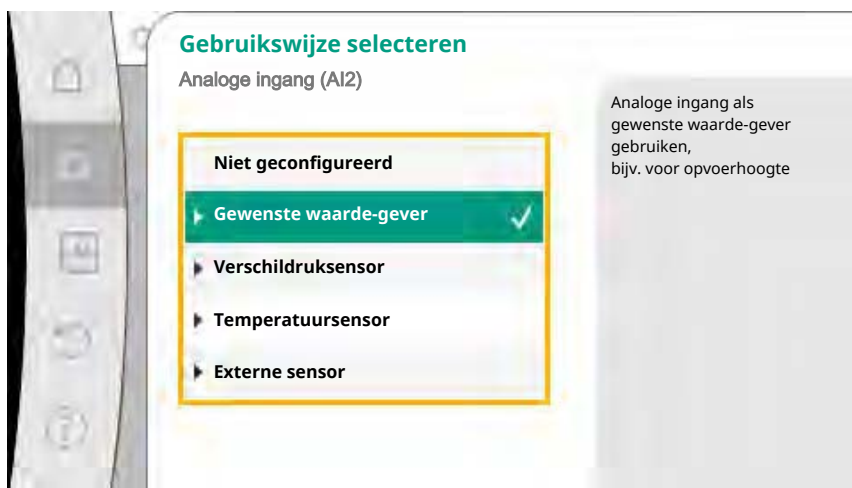 Gebruikswijze selecteren
Analoge ingang (AI2)
Niet geconfigureerd
Gewenste waarde-gever
Verschildruksensor
Temperatuursensor
Externe sensor
Analoge ingang als
gewenste waarde-gever
gebruiken,
bijv. voor opvoerhoogte